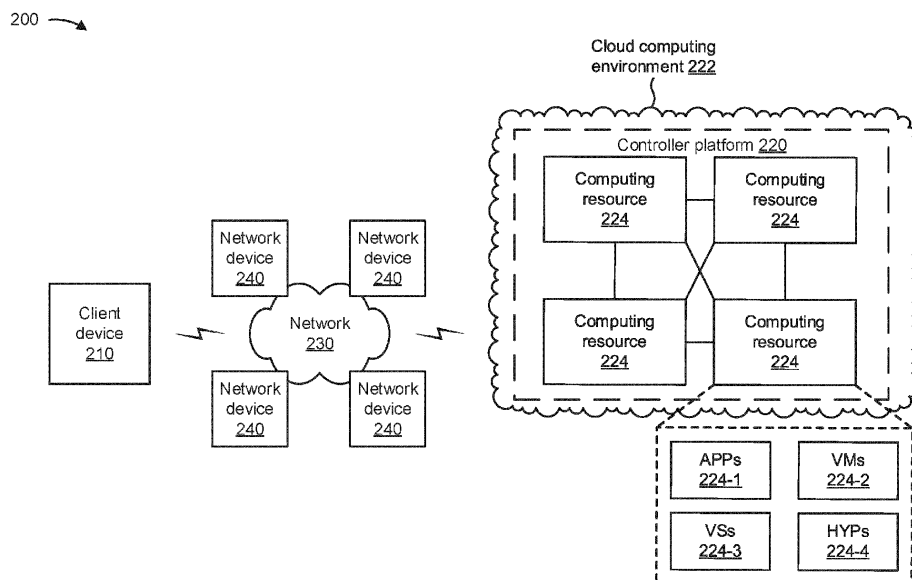 200
Cloud computing
environment 222
Controller platform 220
Computing
resource
224
Computing
resource
224
Computing
resource
224
Computing
resource
224
Network
device
240
Network
device
240
Client
device
210
Network
230
Network
device
240
Network
device
240
APPs
224-1
VMs
224-2
VSs
224-3
HYPs
224-4